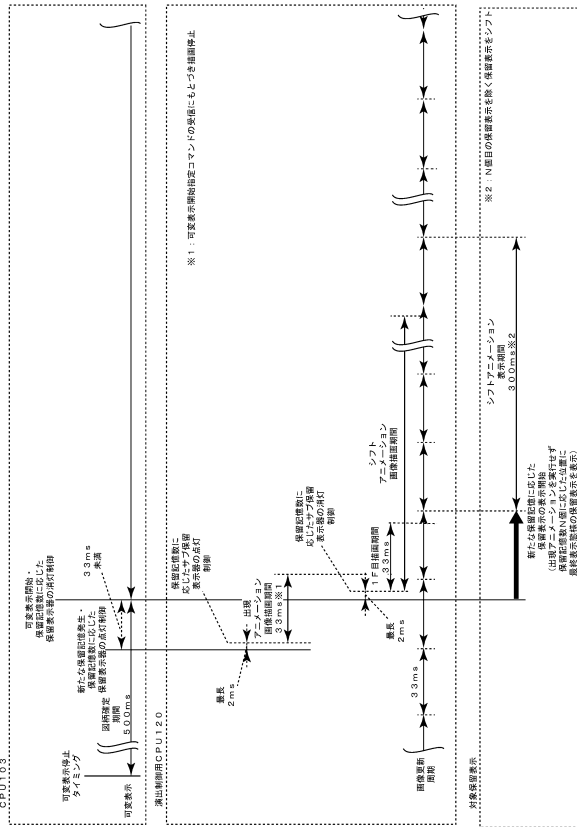 CPU103
可変表示停止
タイミング
可変表示
図柄確定
期間
500ms
新たな保留記憶発生・
保留記憶数に応じた
保留表示器の点灯制御
可変表示開始・
保留記憶数に応じた
保留表示器の消灯制御
33ms
未満
演出制御用CPU120
最長
2ms
保留記憶数に
応じたサブ保留
表示器の点灯
制御
出現
アニメーション
画像描画期間
33ms※1
※1:可変表示開始指定コマンドの受信にもとづき描画停止
保留記憶数に
応じたサブ保留
表示器の消灯
制御
最長
2ms
1F目描画期間
33ms
シフト
アニメーション
画像描画期間
画像更新
周期
33ms
対象保留表示
新たな保留記憶に応じた
保留表示の表示開始
(出現アニメーションを実行せず
保留記憶数N個に応じた位置に
最終表示態様の保留表示を表示)
シフトアニメーション
表示期間
300ms※2
※2:N個目の保留表示を除く保留表示をシフト